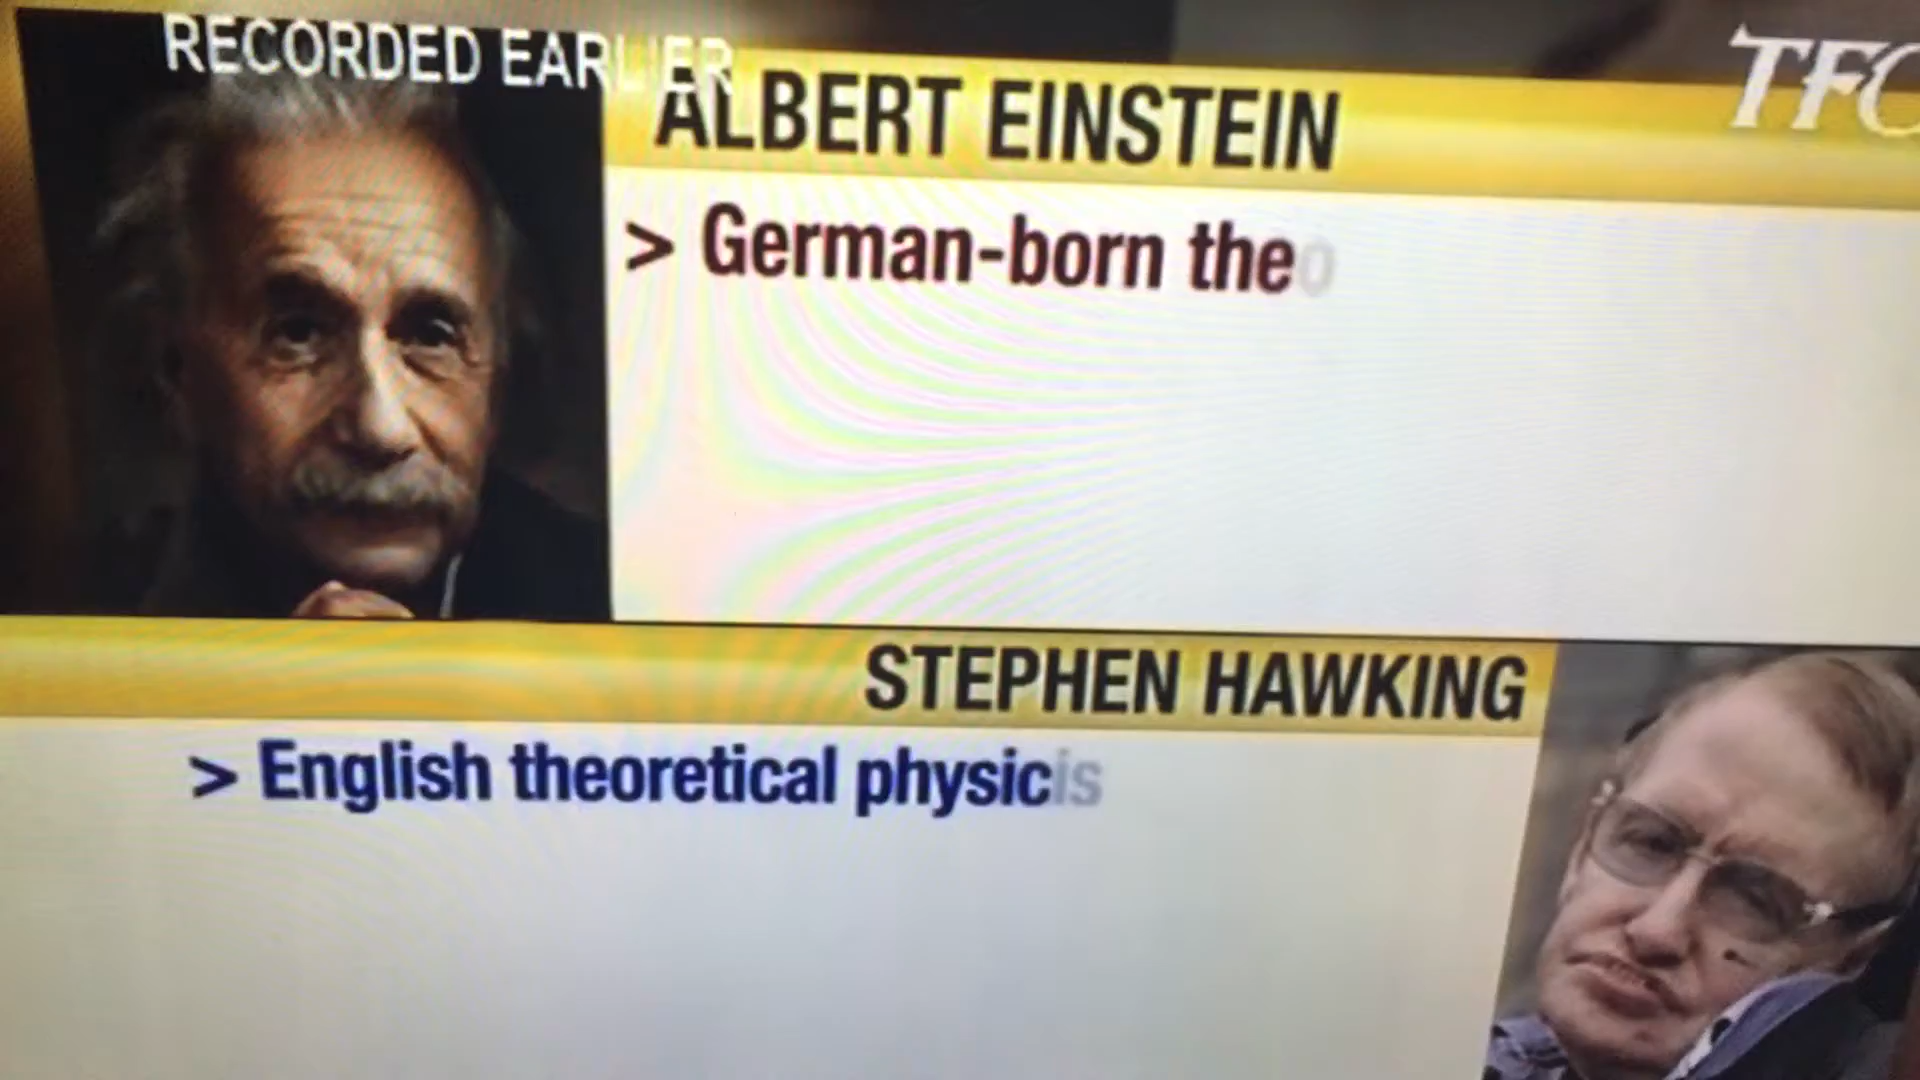 RECORDED EARLIER
TFC
ALBERT EINSTEIN
> German-born theo
STEPHEN HAWKING
> English theoretical physicis